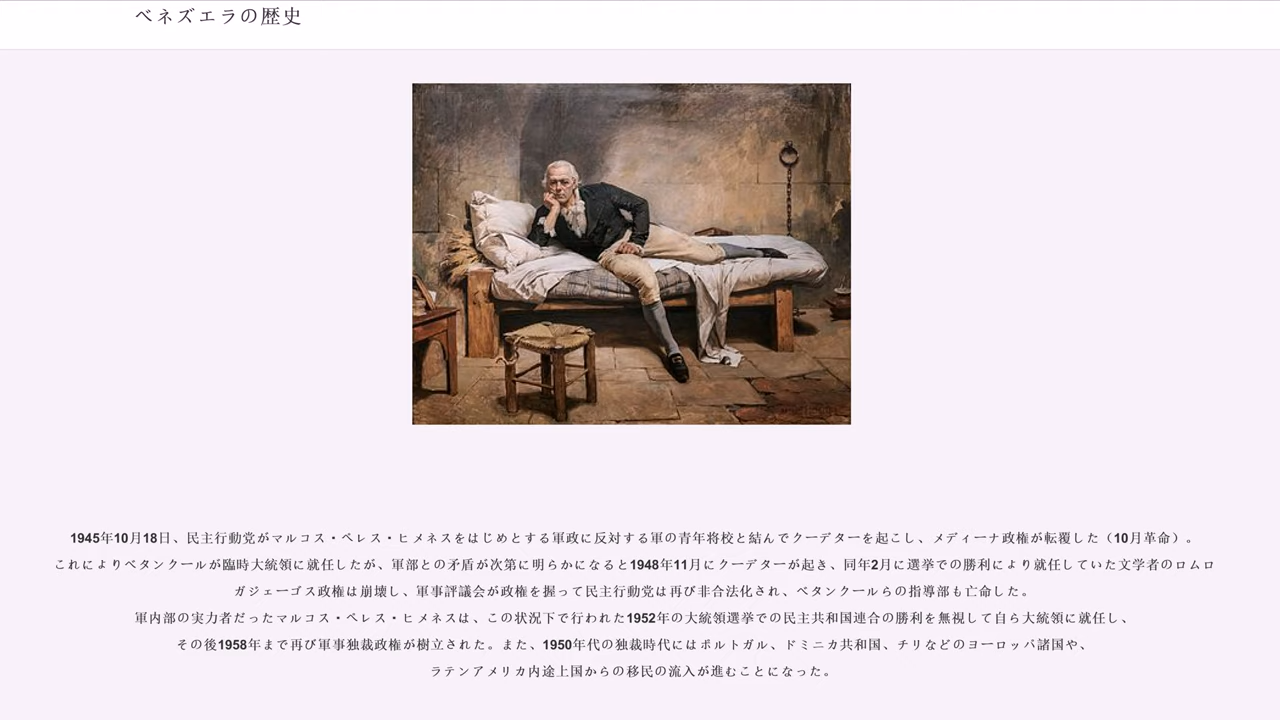 ベネズエラの歴史
1945年10月18日、民主行動党がマルコス・ペレス・ヒメネスをはじめとする軍政に反対する軍の青年将校と結んでクーデターを起こし、メディーナ政権が転覆した（10月革命）。
これによりベタンクールが臨時大統領に就任したが、軍部との矛盾が次第に明らかになると1948年11月にクーデターが起き、同年2月に選挙での勝利により就任していた文学者のロムロ
ガジェーゴス政権は崩壊し、軍事評議会が政権を握って民主行動党は再び非合法化され、ベタンクールらの指導部も亡命した。
軍内部の実力者だったマルコス・ペレス・ヒメネスは、この状況下で行われた1952年の大統領選挙での民主共和国連合の勝利を無視して自ら大統領に就任し、
その後1958年まで再び軍事独裁政権が樹立された。また、1950年代の独裁時代にはポルトガル、ドミニカ共和国、チリなどのヨーロッパ諸国や、
ラテンアメリカ内途上国からの移民の流入が進むことになった。